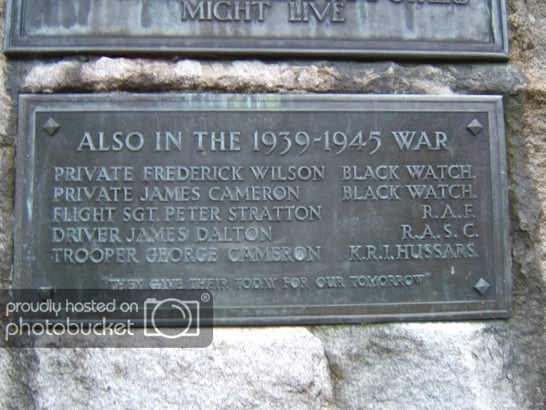 MIGHT LIVE
ALSO IN THE 1939-1945 WAR
PRIVATE FREDERICK WILSON BLACK WATCH.
PRIVATE JAMES CAMERON BLACK WATCH.
FLIGHT SGT. PETER STRATTON R.A.F.
DRIVER JAMES DALTON R.A.S.C.
TROOPER GEORGE CAMERON K.R.I.HUSSARS.
"THEY GAVE THEIR TODAY FOR OUR TOMORROW"
proudly hosted on
photobucket